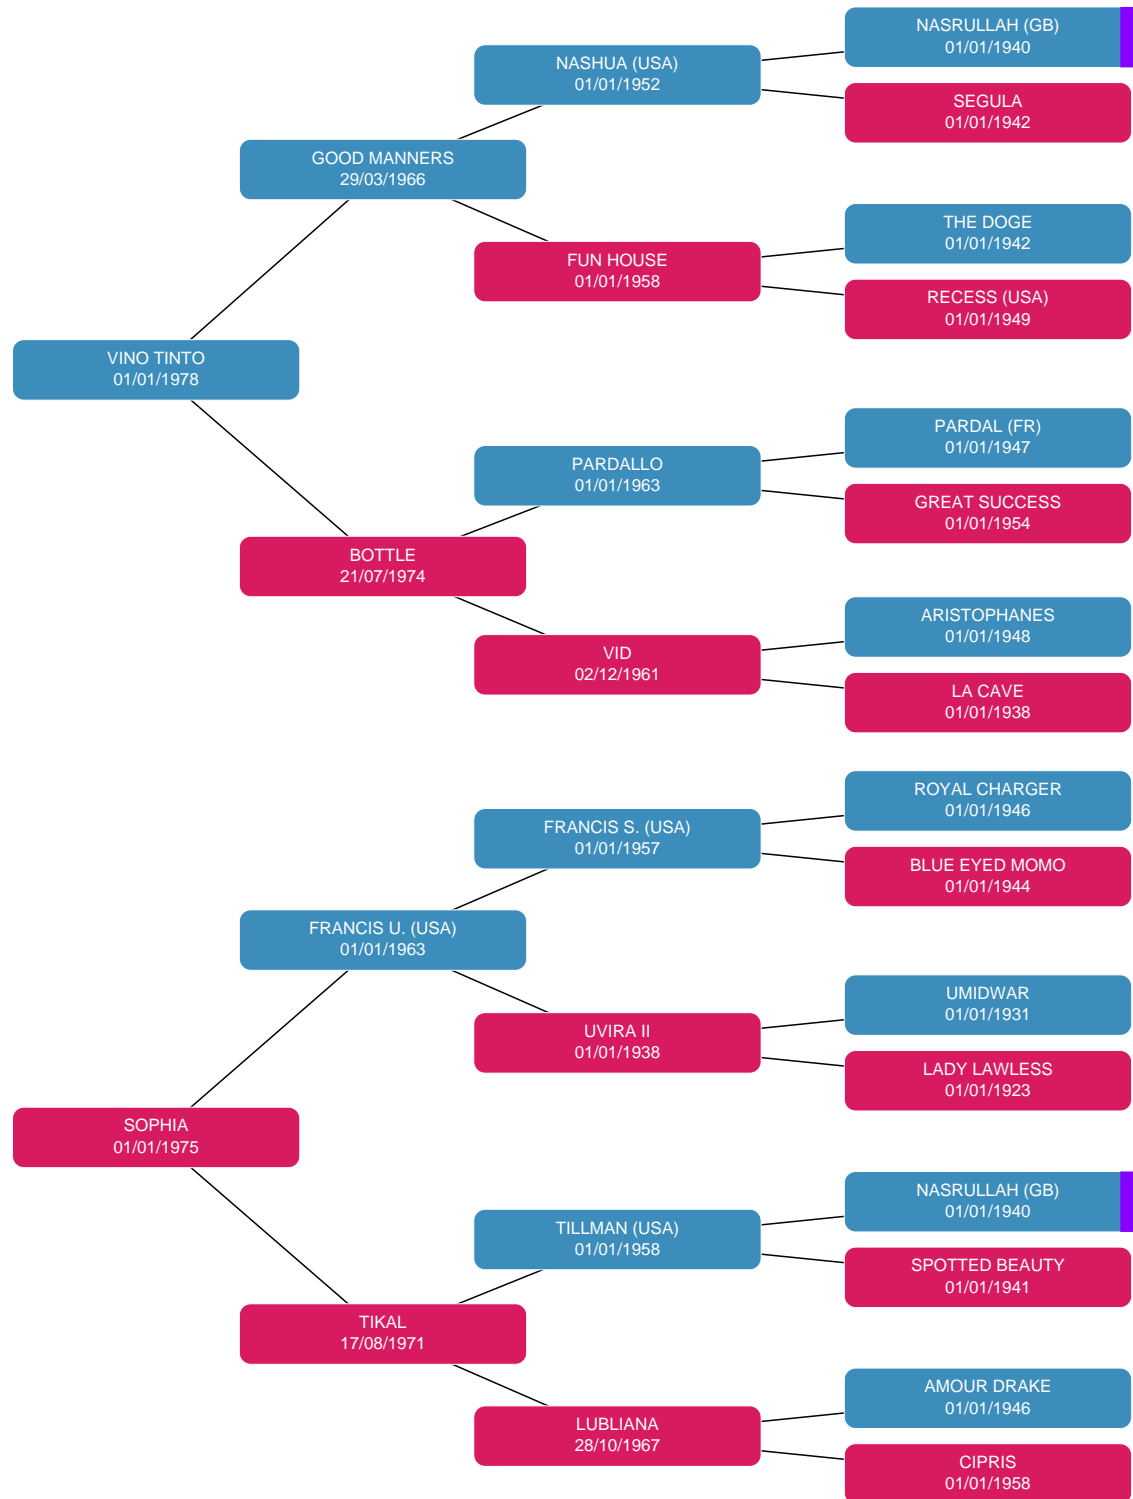 NASRULLAH (GB)
01/01/1940
NASHUA (USA)
01/01/1952
SEGULA
01/01/1942
GOOD MANNERS
29/03/1966
THE DOGE
01/01/1942
FUN HOUSE
01/01/1958
RECESS (USA)
01/01/1949
VINO TINTO
01/01/1978
PARDAL (FR)
01/01/1947
PARDALLO
01/01/1963
GREAT SUCCESS
01/01/1954
BOTTLE
21/07/1974
ARISTOPHANES
01/01/1948
VID
02/12/1961
LA CAVE
01/01/1938
ROYAL CHARGER
01/01/1946
FRANCIS S. (USA)
01/01/1957
BLUE EYED MOMO
01/01/1944
FRANCIS U. (USA)
01/01/1963
UMIDWAR
01/01/1931
UVIRA II
01/01/1938
LADY LAWLESS
01/01/1923
SOPHIA
01/01/1975
NASRULLAH (GB)
01/01/1940
TILLMAN (USA)
01/01/1958
SPOTTED BEAUTY
01/01/1941
TIKAL
17/08/1971
AMOUR DRAKE
01/01/1946
LUBLIANA
28/10/1967
CIPRIS
01/01/1958